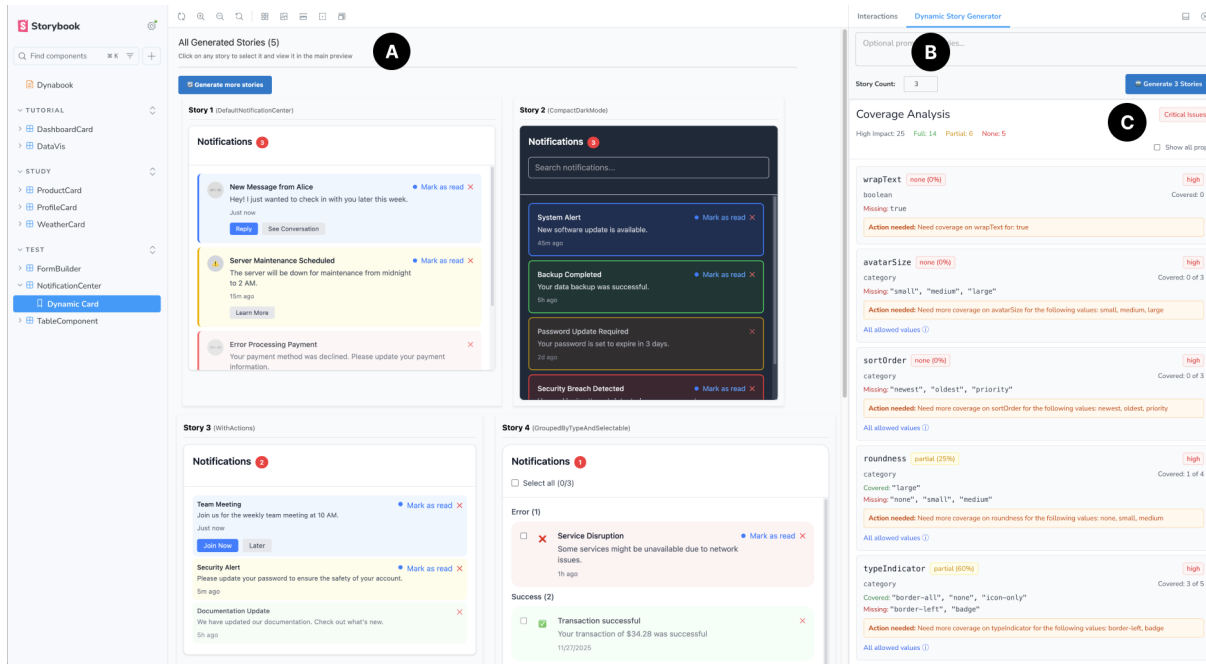 Storybook
Find components
⌘ K
Dynabook
TUTORIAL
DashboardCard
DataVis
STUDY
ProductCard
ProfileCard
WeatherCard
TEST
FormBuilder
NotificationCenter
Dynamic Card
TableComponent
All Generated Stories (5)
Click on any story to select it and view it in the main preview
A
Generate more stories
Story 1 (DefaultNotificationCenter)
Notifications 3
New Message from Alice Mark as read ✕
Hey! I just wanted to check in with you later this week.
Just now
Reply See Conversation
Server Maintenance Scheduled Mark as read ✕
The server will be down for maintenance from midnight
to 2 AM.
15m ago
Learn More
Error Processing Payment ✕
Your payment method was declined. Please update your payment
information.
Story 2 (CompactDarkMode)
Notifications 3
Search notifications...
System Alert Mark as read ✕
New software update is available.
45m ago
Backup Completed Mark as read ✕
Your data backup was successful.
5h ago
Password Update Required ✕
Your password is set to expire in 3 days.
2d ago
Security Breach Detected Mark as read ✕
Story 3 (WithActions)
Notifications 2
Team Meeting Mark as read ✕
Join us for the weekly team meeting at 10 AM.
Just now
Join Now Later
Security Alert Mark as read ✕
Please update your password to ensure the safety of your account.
5m ago
Documentation Update ✕
We have updated our documentation. Check out what's new.
5h ago
Story 4 (GroupedByTypeAndSelectable)
Notifications 1
Select all (0/3)
Error (1)
Service Disruption Mark as read ✕
Some services might be unavailable due to network
issues.
1h ago
Success (2)
Transaction successful ✕
Your transaction of $34.28 was successful
11/27/2025
Interactions Dynamic Story Generator
Optional pro
B
Story Count: 3 Generate 3 Stories
Coverage Analysis
C
Critical Issues
High Impact: 25 Full: 14 Partial: 6 None: 5
Show all prop
wrapText none (0%) high
boolean Covered: 0
Missing: true
Action needed: Need coverage on wrapText for: true
avatarSize none (0%) high
category Covered: 0 of 3
Missing: "small", "medium", "large"
Action needed: Need more coverage on avatarSize for the following values: small, medium, large
All allowed values ⓘ
sortOrder none (0%) high
category Covered: 0 of 3
Missing: "newest", "oldest", "priority"
Action needed: Need more coverage on sortOrder for the following values: newest, oldest, priority
All allowed values ⓘ
roundness partial (25%) high
category Covered: 1 of 4
Covered: "large"
Missing: "none", "small", "medium"
Action needed: Need more coverage on roundness for the following values: none, small, medium
All allowed values ⓘ
typeIndicator partial (60%) high
category Covered: 3 of 5
Covered: "border-all", "none", "icon-only"
Missing: "border-left", "badge"
Action needed: Need more coverage on typeIndicator for the following values: border-left, badge
All allowed values ⓘ